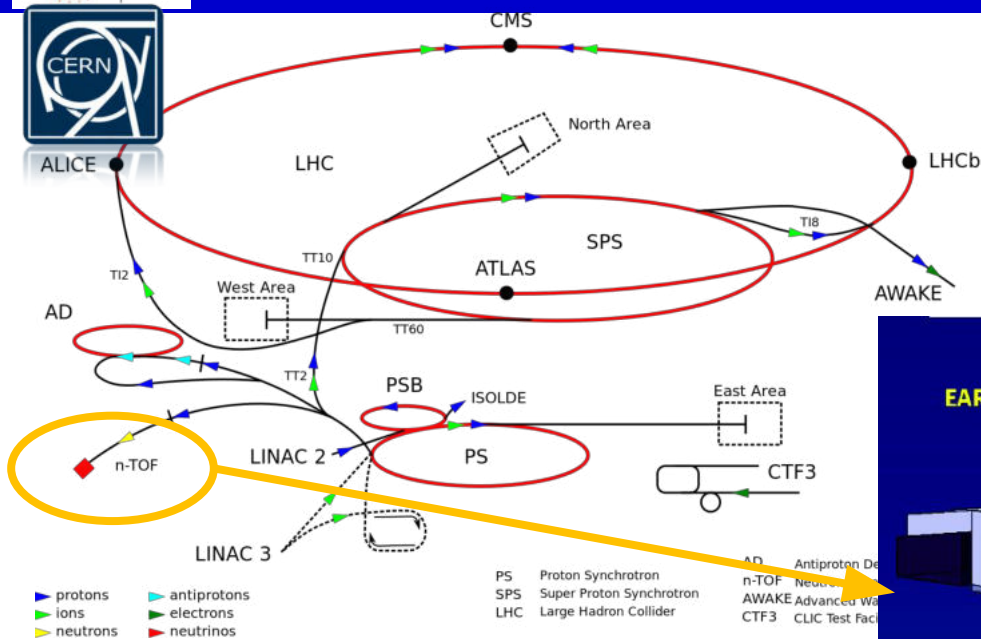 CERN
CMS
North Area
ALICE
LHC
LHCb
SPS
TI8
TT10
ATLAS
TI2
West Area
AWAKE
AD
TT60
TT2
PSB
ISOLDE
East Area
EAR
n-TOF
LINAC 2
PS
CTF3
LINAC 3
protons
ions
neutrons
antiprotons
electrons
neutrinos
PS Proton Synchrotron
SPS Super Proton Synchrotron
LHC Large Hadron Collider
AD Antiproton De
n-TOF
AWAKE Advanced Wa
CTF3 CLIC Test Faci